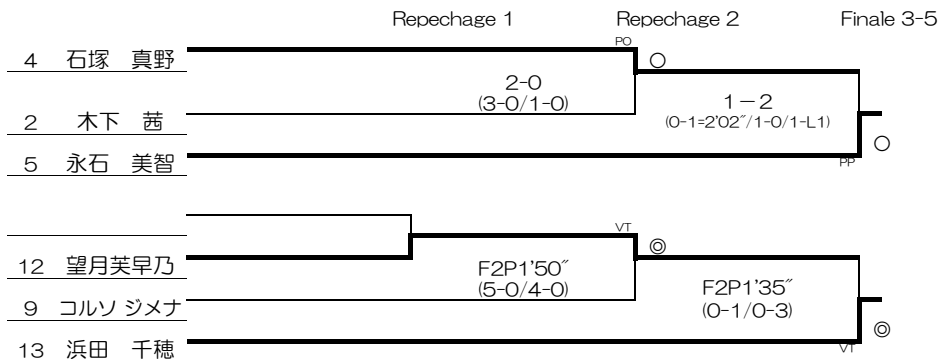 Repechage 1 Repechage 2 Finale 3-5
PO
4 石塚 真野 ○
2-0
(3-0/1-0) 1－2
2 木下 茜 (0-1=2'02"/1-0/1-L1)
○
5 永石 美智 PP
VT
◎
12 望月芙早乃 F2P1'50"
(5-0/4-0) F2P1'35"
9 コルソ ジメナ (0-1/0-3)
◎
13 浜田 千穂 VT